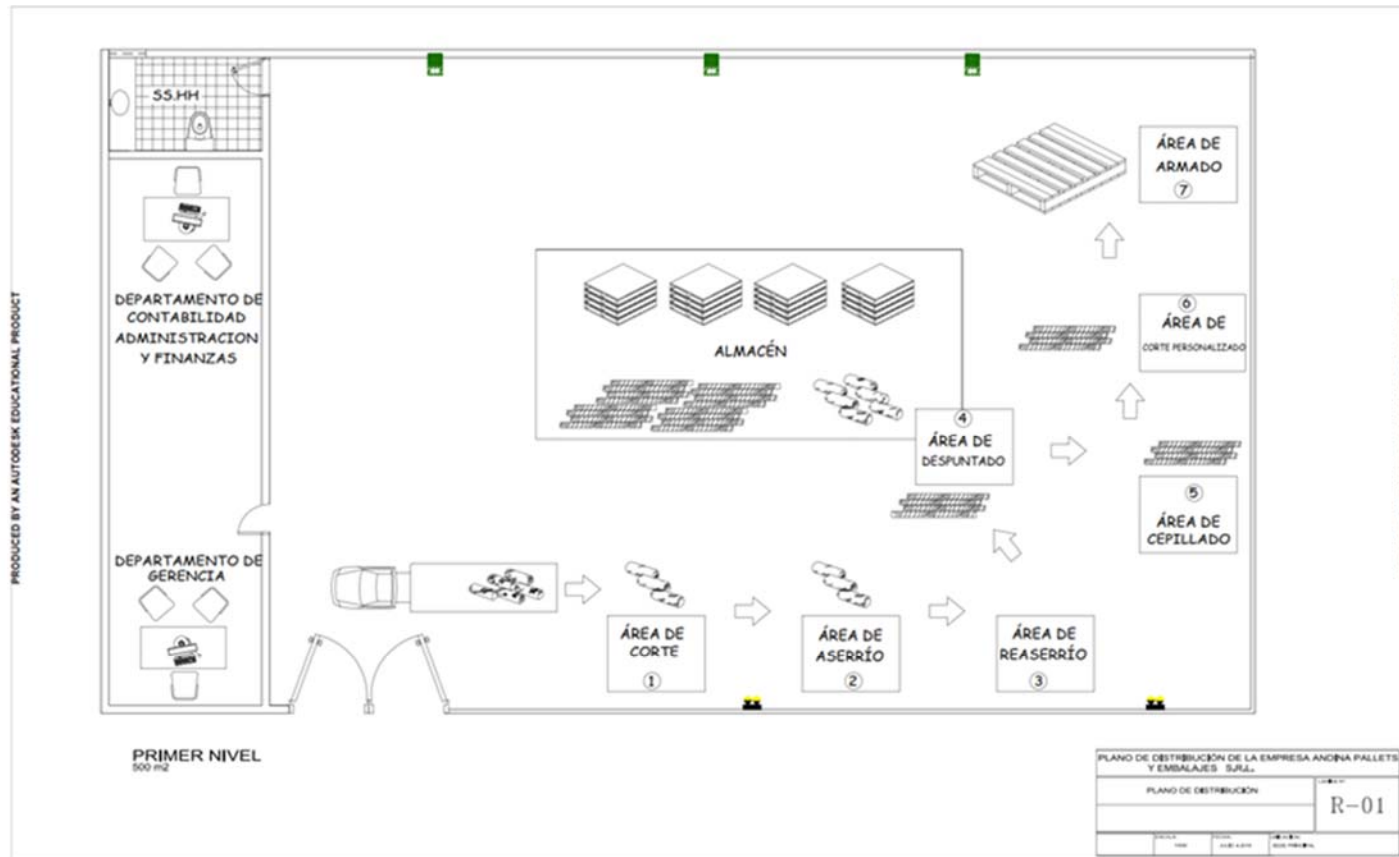 PRODUCED BY AN AUTODESK EDUCATIONAL PRODUCT
SS.HH
DEPARTAMENTO DE
CONTABILIDAD
ADMINISTRACION
Y FINANZAS
DEPARTAMENTO DE
GERENCIA
ALMACÉN
ÁREA DE
CORTE
1
ÁREA DE
ASERRÍO
2
ÁREA DE
REASERRÍO
3
4
ÁREA DE
DESPUNTADO
5
ÁREA DE
CEPILLADO
6
ÁREA DE
CORTE PERSONALIZADO
ÁREA DE
ARMADO
7
PRIMER NIVEL
500 m2
PLANO DE DISTRIBUCIÓN DE LA EMPRESA ANDINA PALLETS
Y EMBALAJES S.R.L.
PLANO DE DISTRIBUCIÓN
R-01